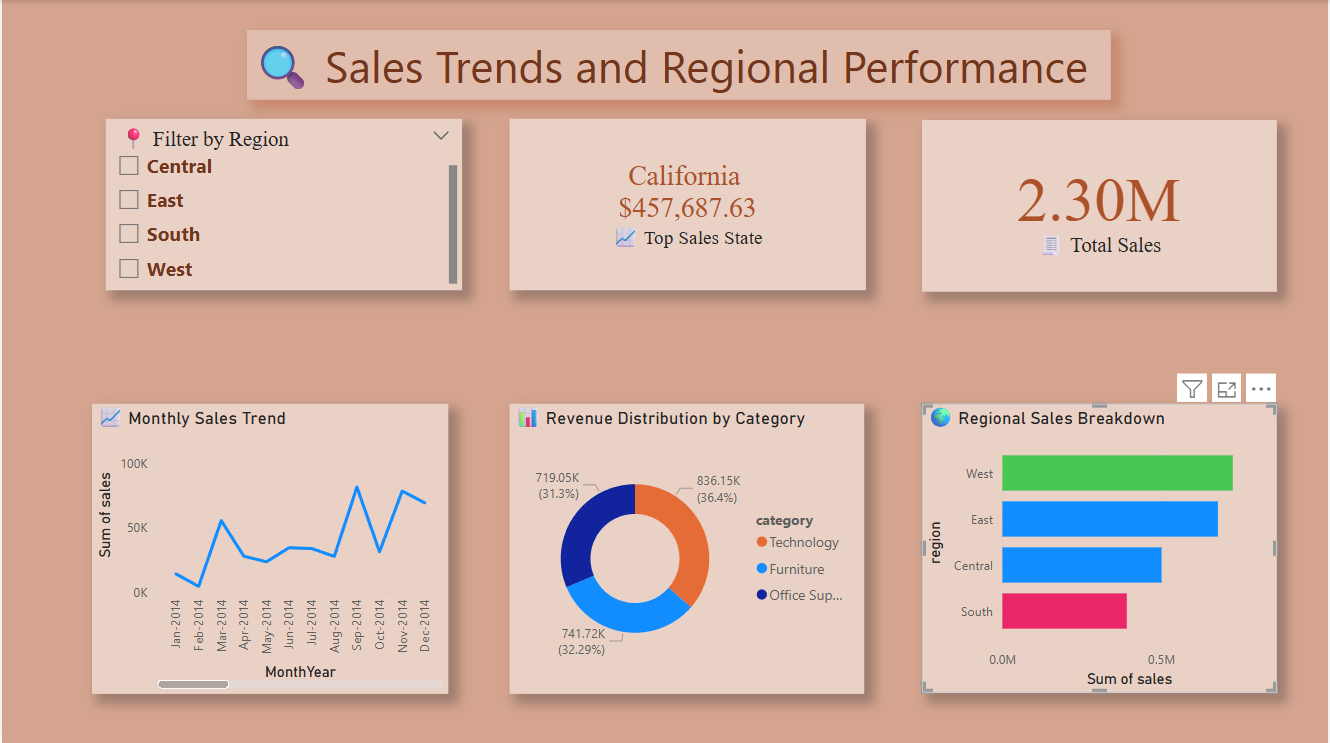 Sales Trends and Regional Performance
Filter by Region
Central
East
South
West
California
$457,687.63
Top Sales State
2.30M
Total Sales
Monthly Sales Trend
Sum of sales
100K
50K
0K
Jan-2014
Feb-2014
Mar-2014
Apr-2014
May-2014
Jun-2014
Jul-2014
Aug-2014
Sep-2014
Oct-2014
Nov-2014
Dec-2014
MonthYear
Revenue Distribution by Category
719.05K
(31.3%)
836.15K
(36.4%)
741.72K
(32.29%)
category
Technology
Furniture
Office Sup...
Regional Sales Breakdown
region
West
East
Central
South
0.0M
0.5M
Sum of sales